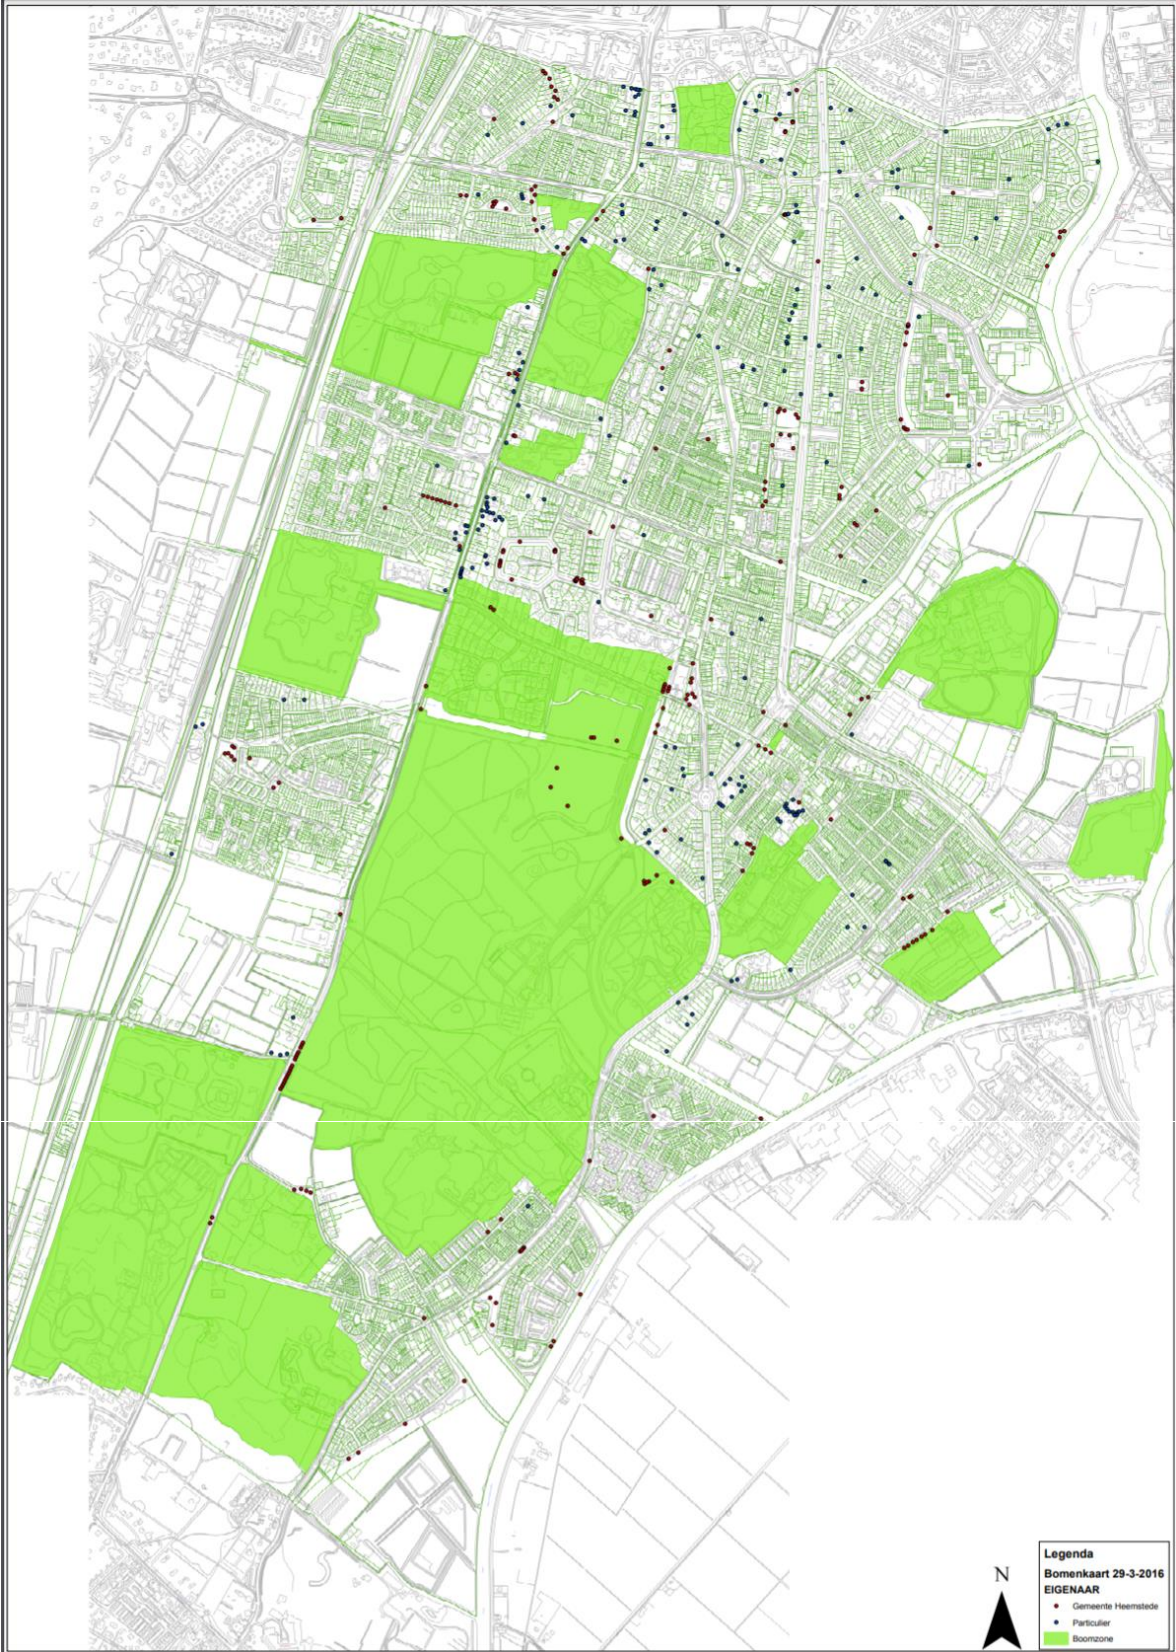 N
Legenda
Bomenkaart 29-3-2016
EIGENAAR
Gemeente Heemstede
Particulier
Boomzone